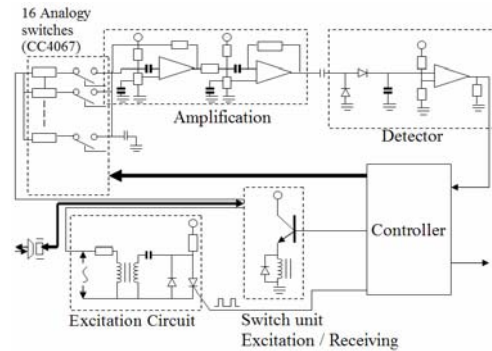 16 Analogy
switches
(CC4067)
Amplification
Detector
Controller
Excitation Circuit
Switch unit
Excitation / Receiving